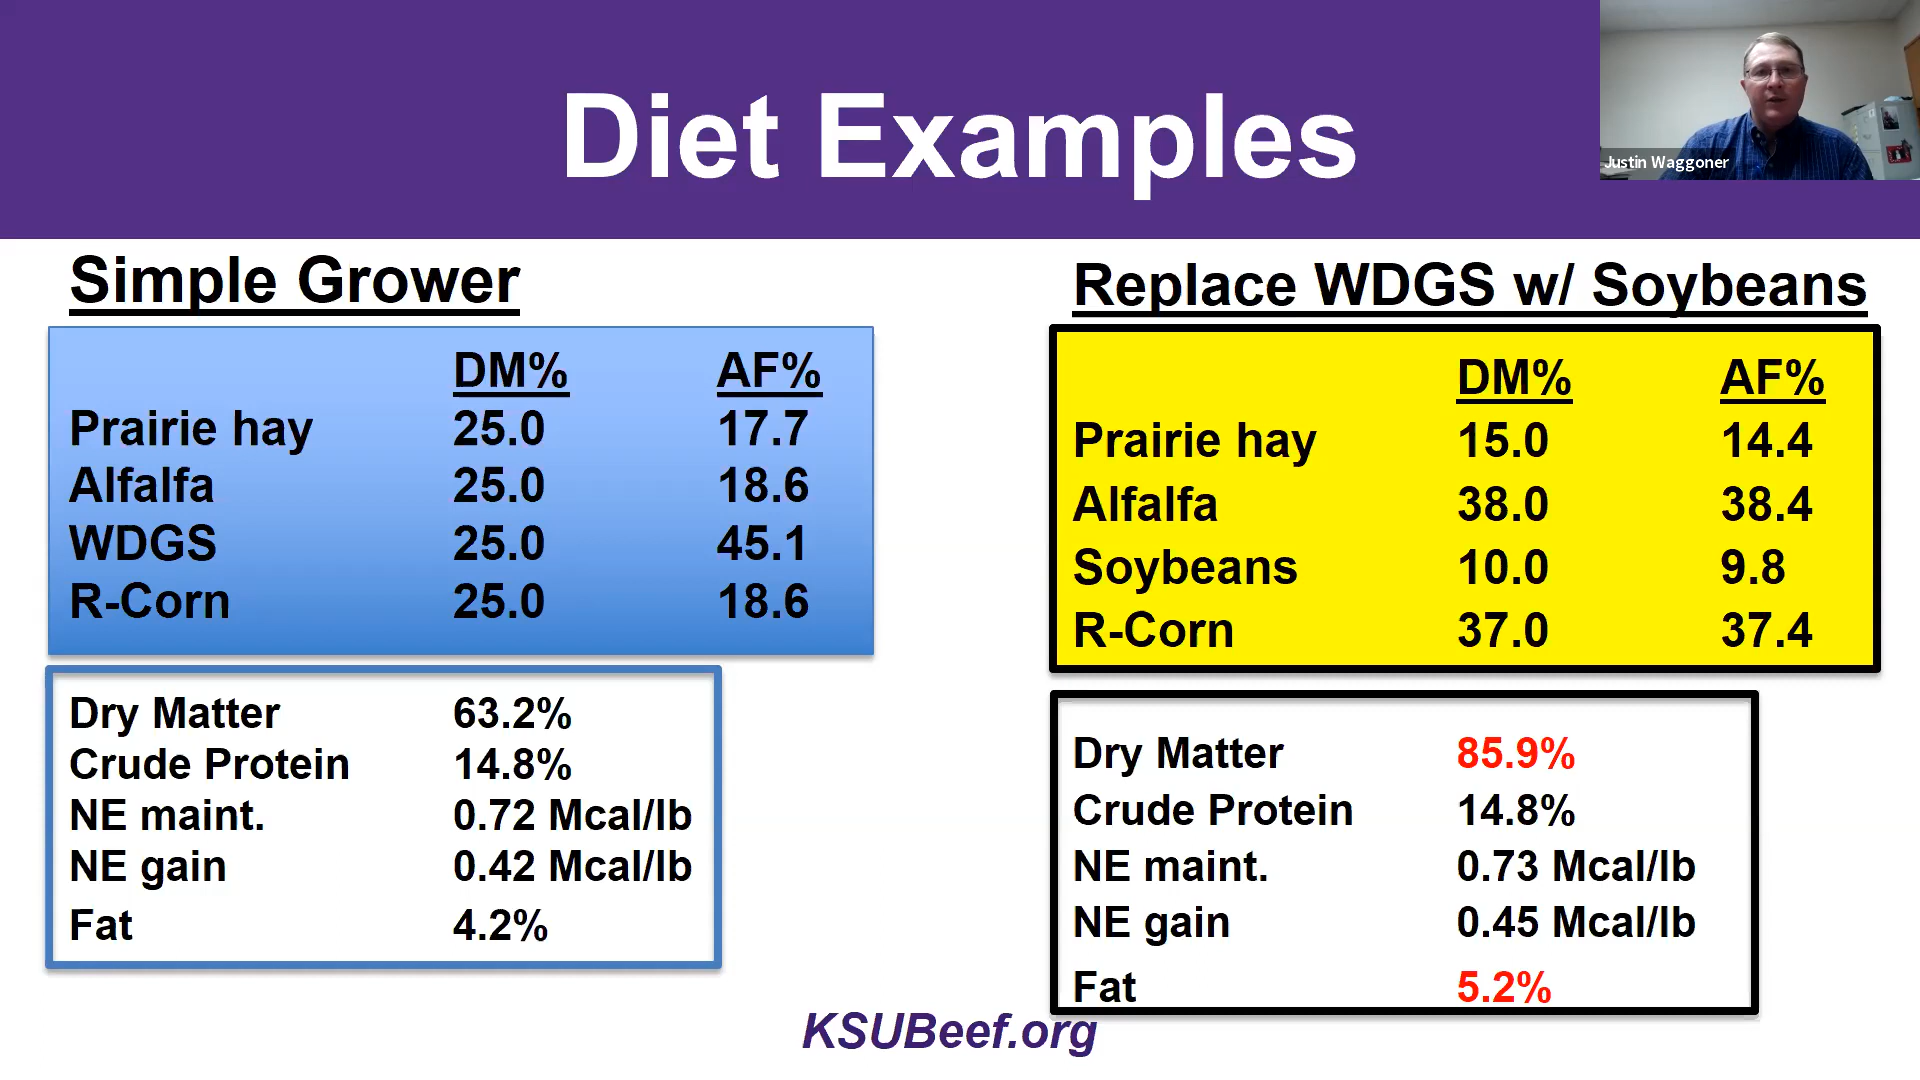 Diet Examples
Justin Waggoner
Simple Grower
DM% AF%
Prairie hay 25.0 17.7
Alfalfa 25.0 18.6
WDGS 25.0 45.1
R-Corn 25.0 18.6
Dry Matter 63.2%
Crude Protein 14.8%
NE maint. 0.72 Mcal/lb
NE gain 0.42 Mcal/lb
Fat 4.2%
Replace WDGS w/ Soybeans
DM% AF%
Prairie hay 15.0 14.4
Alfalfa 38.0 38.4
Soybeans 10.0 9.8
R-Corn 37.0 37.4
Dry Matter 85.9%
Crude Protein 14.8%
NE maint. 0.73 Mcal/lb
NE gain 0.45 Mcal/lb
Fat 5.2%
KSUBeef.org